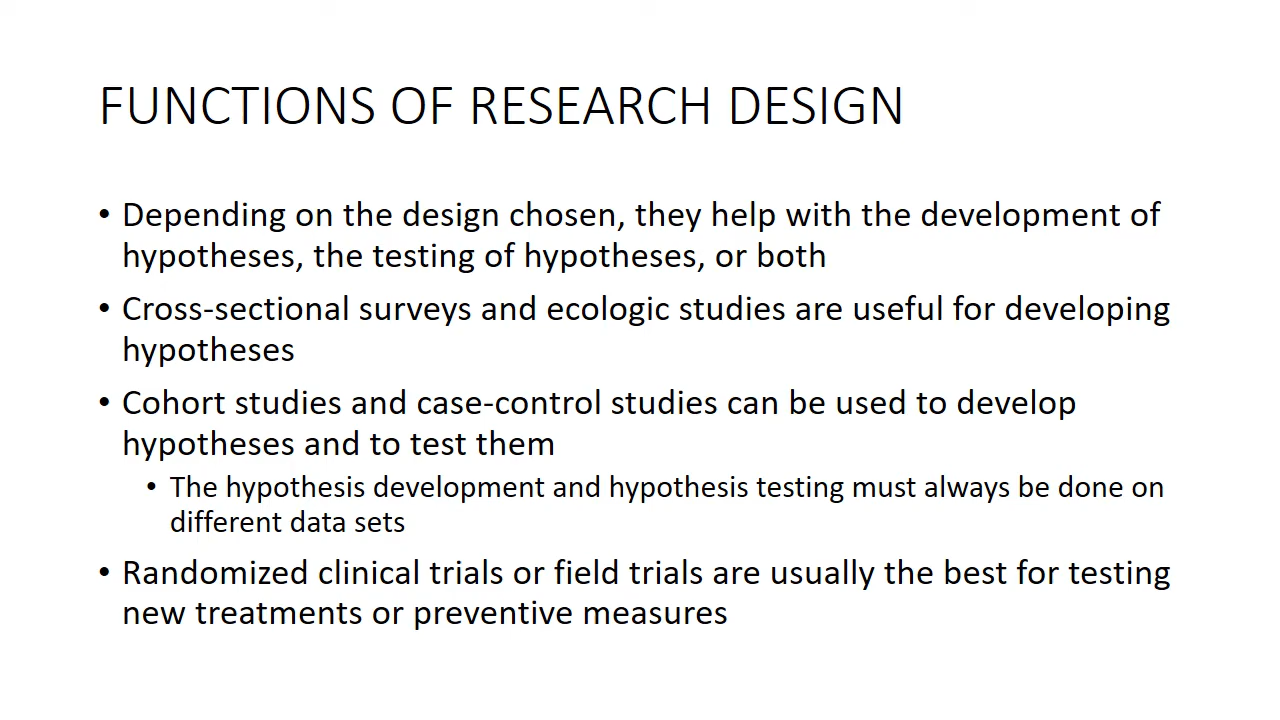 FUNCTIONS OF RESEARCH DESIGN
• Depending on the design chosen, they help with the development of
hypotheses, the testing of hypotheses, or both
• Cross-sectional surveys and ecologic studies are useful for developing
hypotheses
• Cohort studies and case-control studies can be used to develop
hypotheses and to test them
• The hypothesis development and hypothesis testing must always be done on
different data sets
• Randomized clinical trials or field trials are usually the best for testing
new treatments or preventive measures